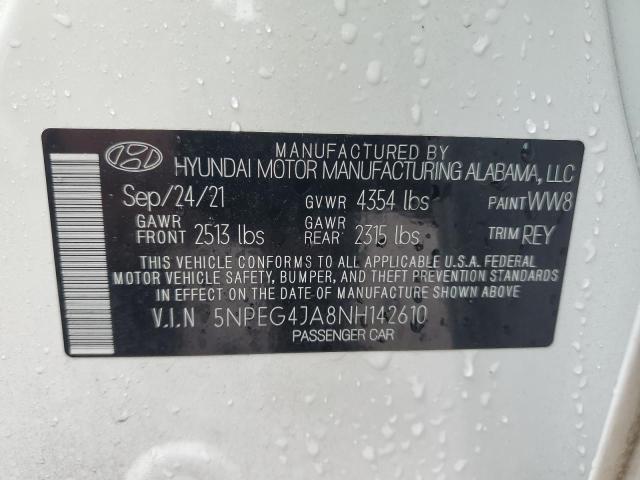 MANUFACTURED BY
HYUNDAI MOTOR MANUFACTURING ALABAMA, LLC
Sep/24/21 GVWR 4354 lbs PAINT WW8
GAWR FRONT 2513 lbs GAWR REAR 2315 lbs TRIM REY
THIS VEHICLE CONFORMS TO ALL APPLICABLE U.S.A. FEDERAL
MOTOR VEHICLE SAFETY, BUMPER, AND THEFT PREVENTION STANDARDS
IN EFFECT ON THE DATE OF MANUFACTURE SHOWN ABOVE.
V.I.N 5NPEG4JA8NH142610
PASSENGER CAR